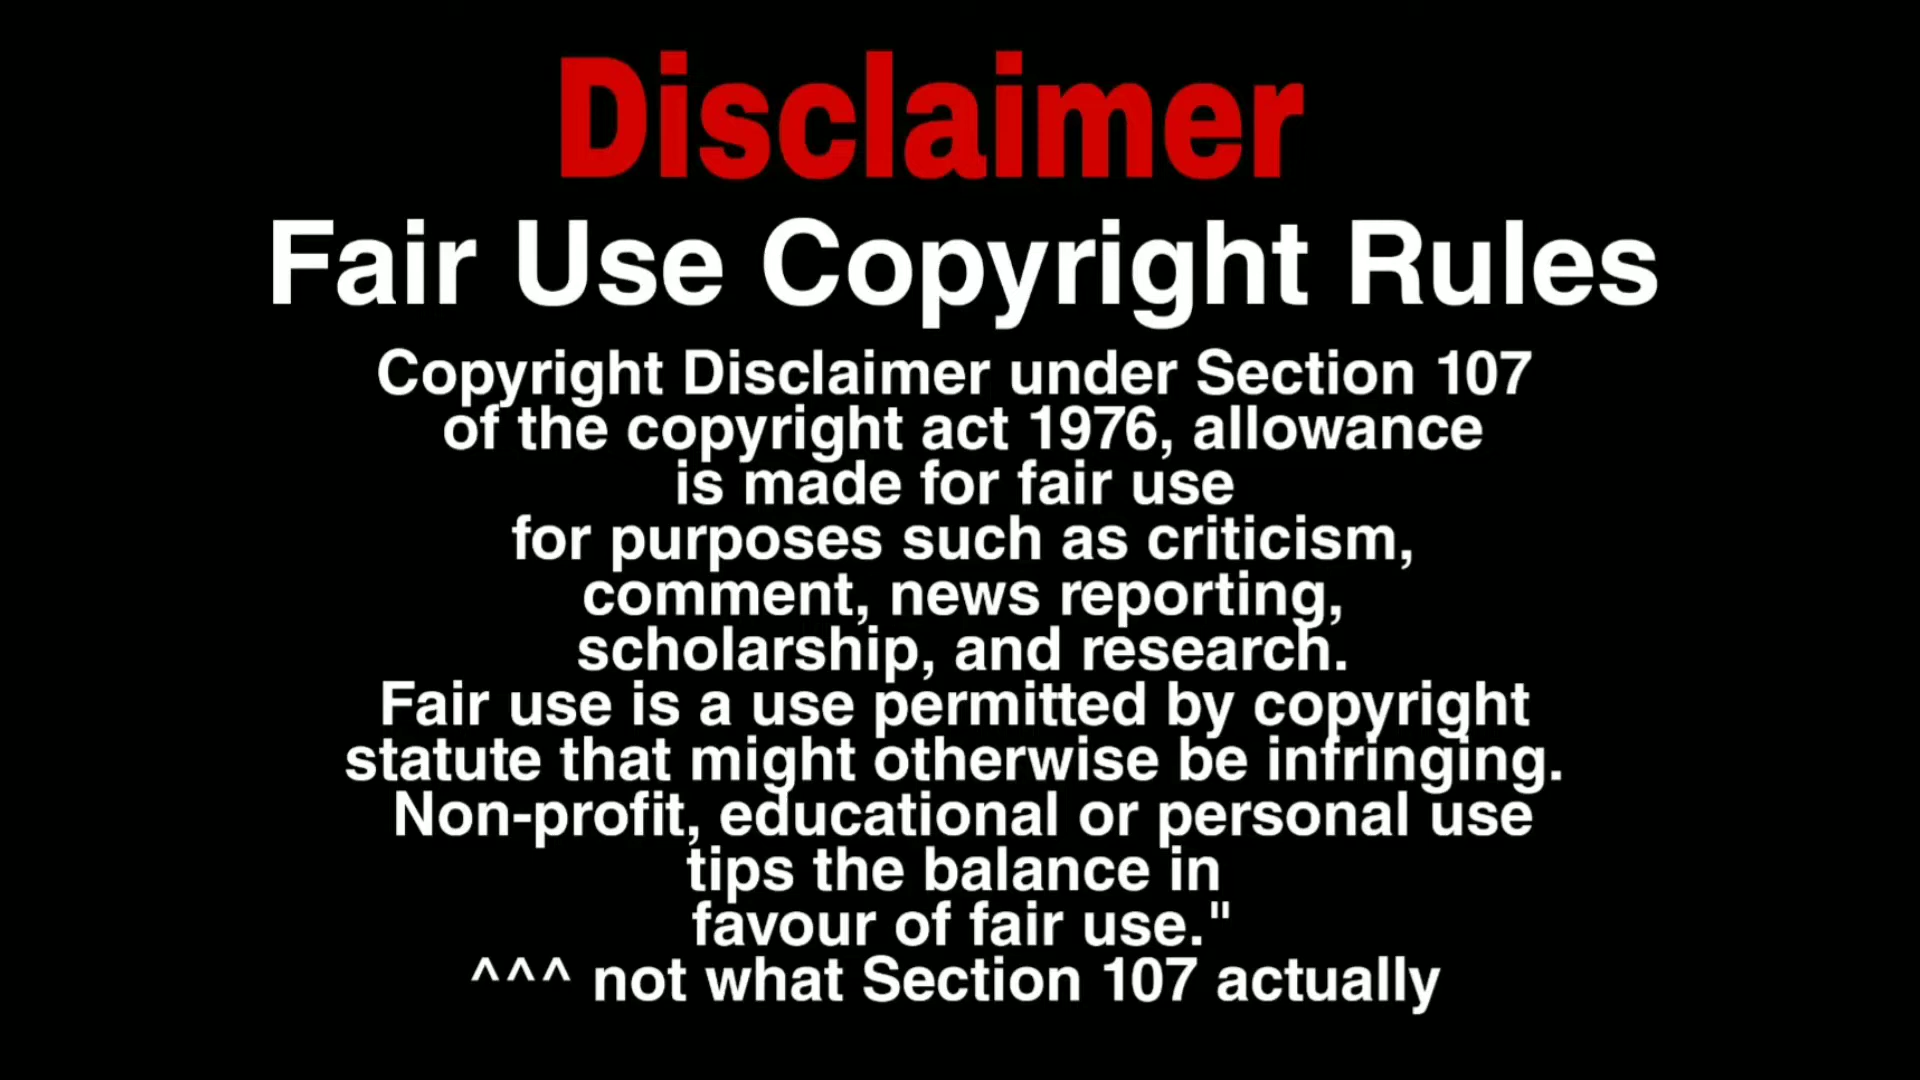 Disclaimer
Fair Use Copyright Rules
Copyright Disclaimer under Section 107
of the copyright act 1976, allowance
is made for fair use
for purposes such as criticism,
comment, news reporting,
scholarship, and research.
Fair use is a use permitted by copyright
statute that might otherwise be infringing.
Non-profit, educational or personal use
tips the balance in
favour of fair use."
^^^ not what Section 107 actually